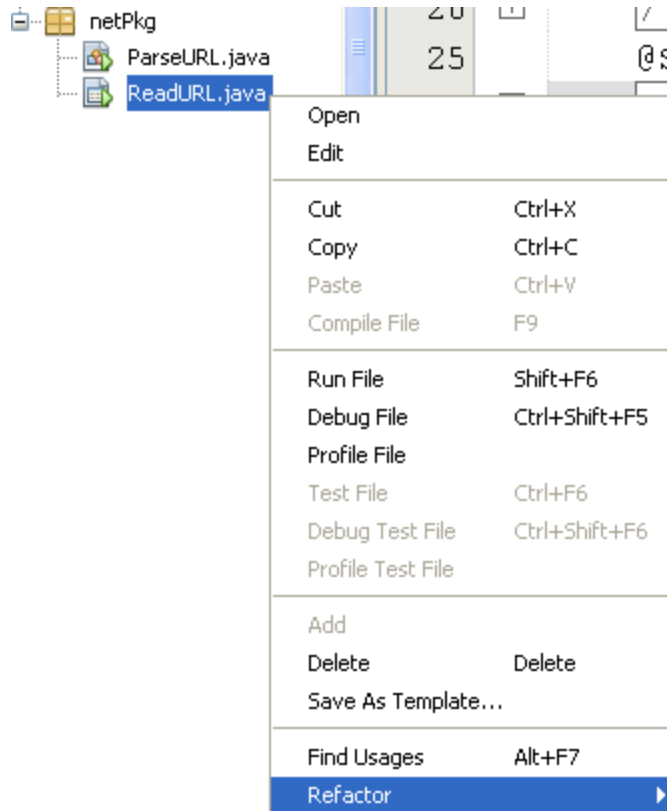 netPkg
ParseURL.java
ReadURL.java
25
Open
Edit
Cut Ctrl+X
Copy Ctrl+C
Paste Ctrl+V
Compile File F9
Run File Shift+F6
Debug File Ctrl+Shift+F5
Profile File
Test File Ctrl+F6
Debug Test File Ctrl+Shift+F6
Profile Test File
Add
Delete Delete
Save As Template...
Find Usages Alt+F7
Refactor